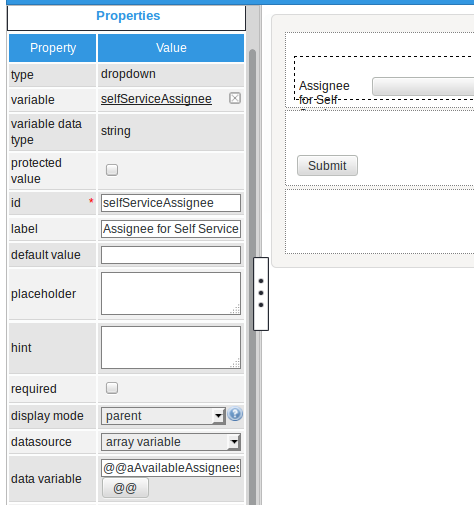 Properties
Property Value
type dropdown
variable selfServiceAssignee
variable data type string
protected value
id * selfServiceAssignee
label Assignee for Self Service
default value
placeholder
hint
required
display mode parent
datasource array variable
data variable @@aAvailableAssignees
@@
Assignee
for Self
Submit